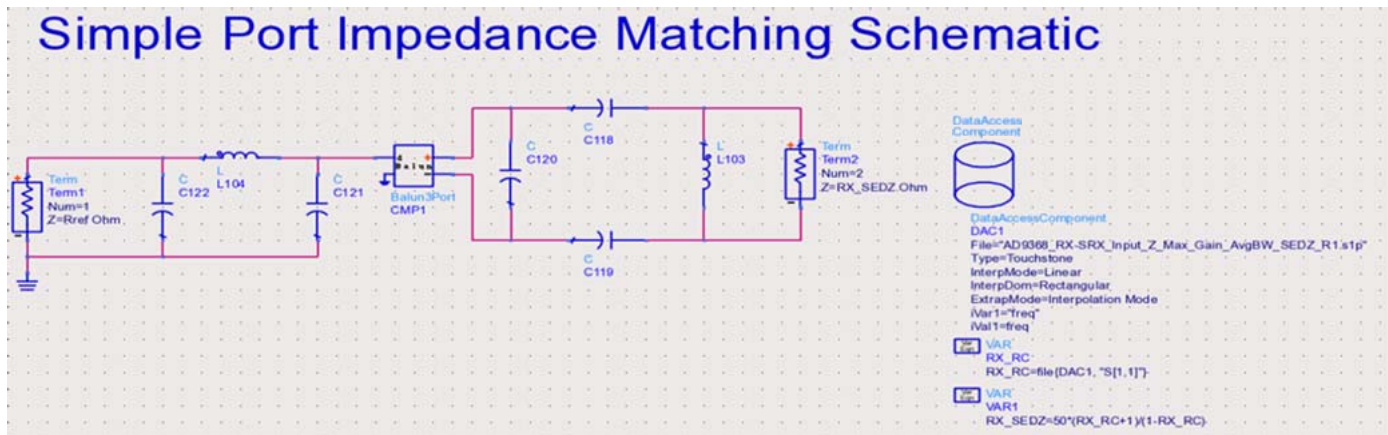 Simple Port Impedance Matching Schematic
Term
Term1
Num=1
Z=Rref Ohm
C
C122
L
L104
C
C121
Balun3Port
CMP1
C
C120
C
C118
C
C119
L
L103
Term
Term2
Num=2
Z=RX_SEDZ Ohm
DataAccess
Component
DataAccessComponent
DAC1
File="AD9368_RX-SRX_Input_Z_Max_Gain_AvgBW_SEDZ_R1.s1p"
Type=Touchstone
InterpMode=Linear
InterpDom=Rectangular
ExtrapMode=Interpolation Mode
iVar1="freq"
iVal1=freq
VAR
RX_RC
RX_RC=file{DAC1, "S[1,1]"}
VAR
VAR1
RX_SEDZ=50*(RX_RC+1)/(1-RX_RC)